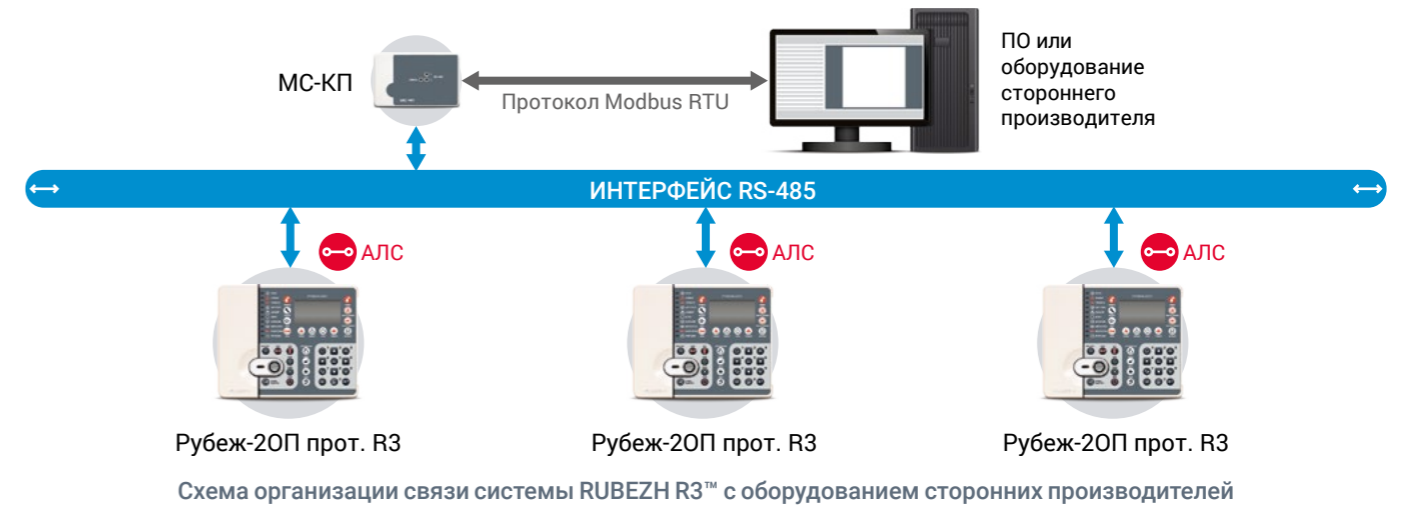 МС-КП
Протокол Modbus RTU
ПО или
оборудование
стороннего
производителя
ИНТЕРФЕЙС RS-485
АЛС
АЛС
АЛС
Рубеж-2ОП прот. R3
Рубеж-2ОП прот. R3
Рубеж-2ОП прот. R3
Схема организации связи системы RUBEZH R3™ с оборудованием сторонних производителей